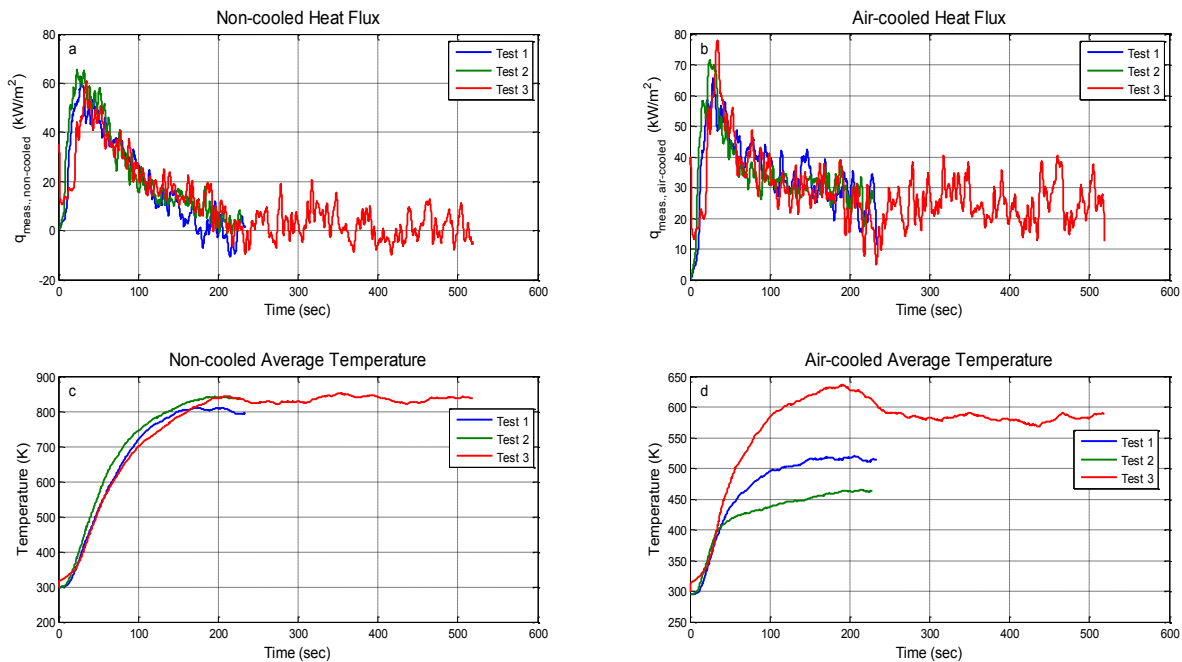 Non-cooled Heat Flux
a
80
60
40
20
0
-20
q meas., non-cooled (kW/m²)
0 100 200 300 400 500 600
Time (sec)
Test 1
Test 2
Test 3
Air-cooled Heat Flux
b
80
70
60
50
40
30
20
10
0
q meas., air-cooled (kW/m²)
0 100 200 300 400 500 600
Time (sec)
Test 1
Test 2
Test 3
Non-cooled Average Temperature
c
900
800
700
600
500
400
300
200
Temperature (K)
0 100 200 300 400 500 600
Time (sec)
Test 1
Test 2
Test 3
Air-cooled Average Temperature
d
650
600
550
500
450
400
350
300
250
Temperature (K)
0 100 200 300 400 500 600
Time (sec)
Test 1
Test 2
Test 3